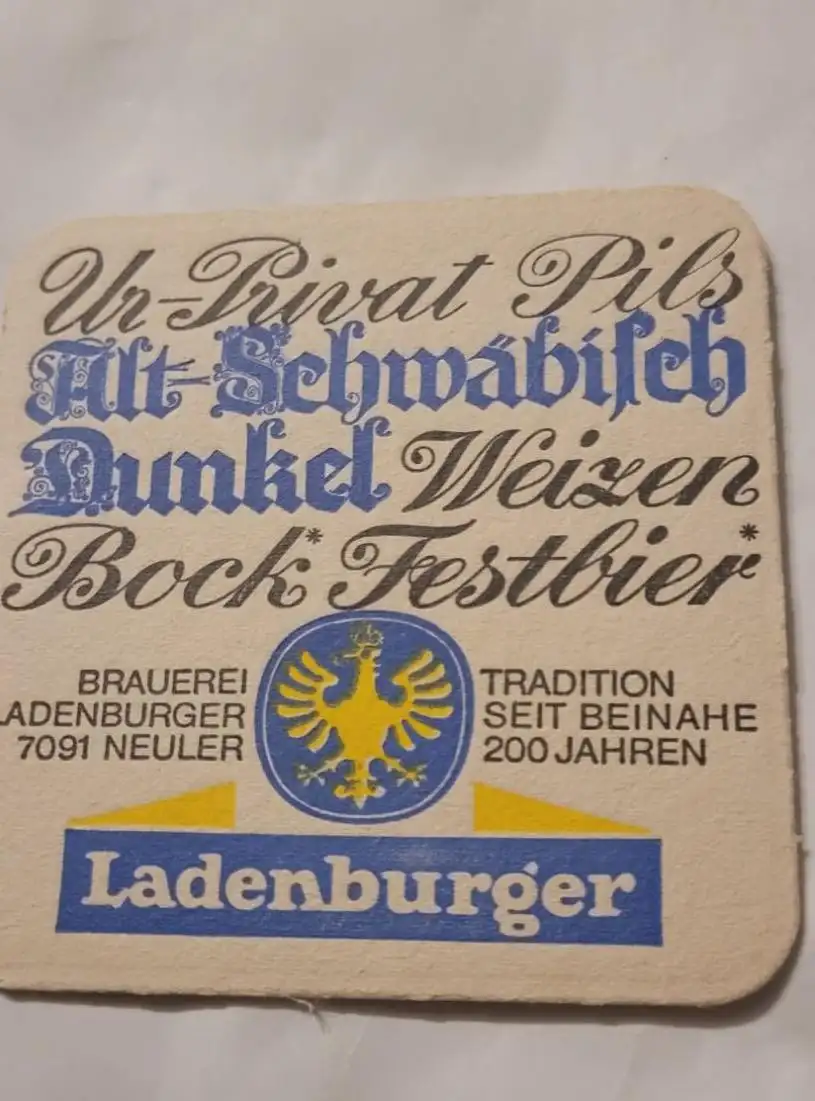 Ur-Privat Pils
Alt-Schwäbisch
Dunkel Weizen
Bock* Festbier*
BRAUEREI
LADENBURGER
7091 NEULER
TRADITION
SEIT BEINAHE
200 JAHREN
Ladenburger